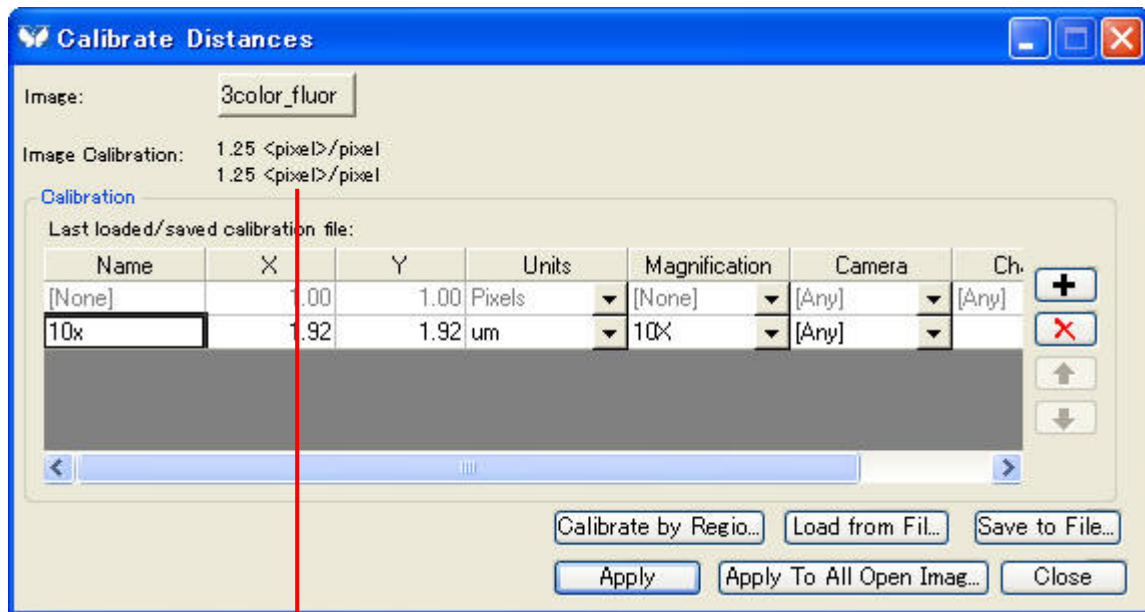 Calibrate Distances
Image: 3color_fluor
Image Calibration: 1.25 <pixel>/pixel
1.25 <pixel>/pixel
Calibration
Last loaded/saved calibration file:
Name X Y Units Magnification Camera Ch
[None] 1.00 1.00 Pixels [None] [Any] [Any]
10x 1.92 1.92 um 10X [Any]
Calibrate by Regio... Load from Fil... Save to File...
Apply Apply To All Open Imag... Close